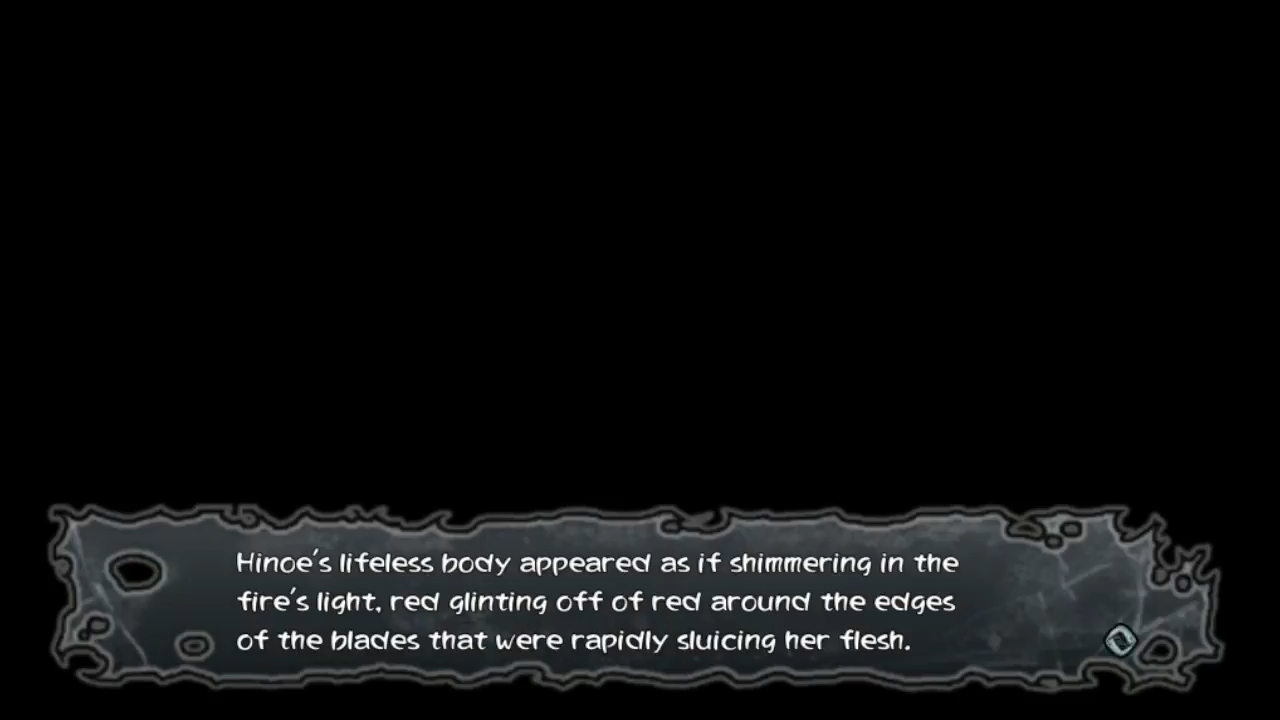 Hinoe's lifeless body appeared as if shimmering in the
fire's light, red glinting off of red around the edges
of the blades that were rapidly sluicing her flesh.